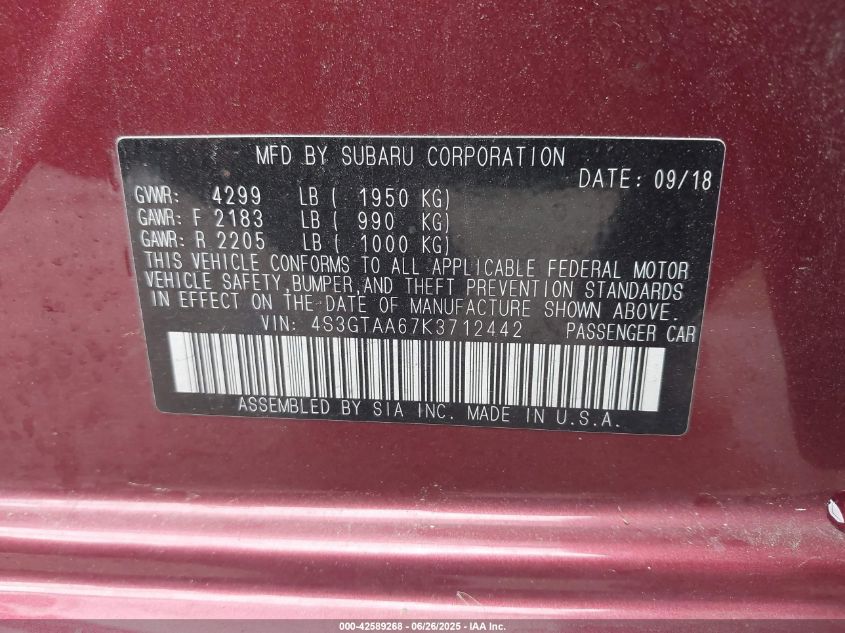 MFD BY SUBARU CORPORATION
DATE: 09/18
GVWR: 4299 LB ( 1950 KG)
GAWR: F 2183 LB ( 990 KG)
GAWR: R 2205 LB ( 1000 KG)
THIS VEHICLE CONFORMS TO ALL APPLICABLE FEDERAL MOTOR
VEHICLE SAFETY,BUMPER,AND THEFT PREVENTION STANDARDS
IN EFFECT ON THE DATE OF MANUFACTURE SHOWN ABOVE.
VIN: 4S3GTAA67K3712442 PASSENGER CAR
ASSEMBLED BY SIA INC. MADE IN U.S.A.
000-42589268 - 06/26/2025 - IAA Inc.